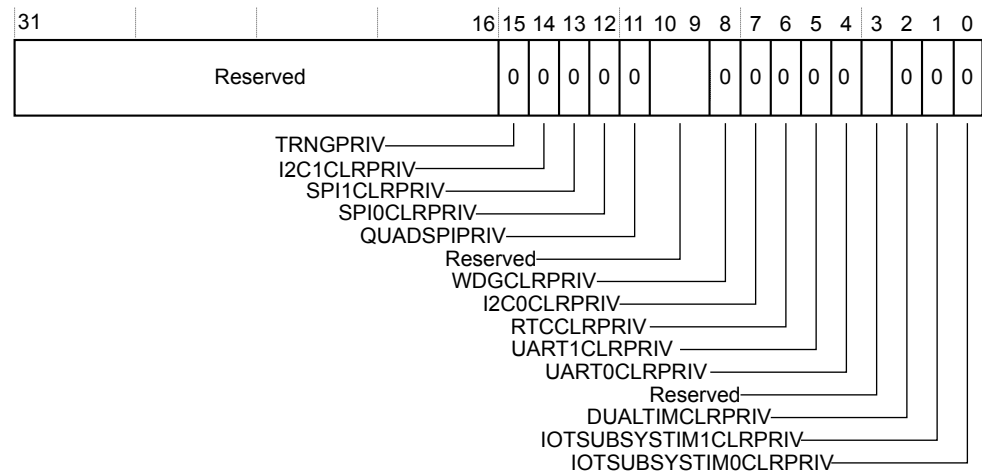 31 16 15 14 13 12 11 10 9 8 7 6 5 4 3 2 1 0
Reserved 0 0 0 0 0 0 0 0 0 0 0 0 0
TRNGPRIV
I2C1CLRPRIV
SPI1CLRPRIV
SPI0CLRPRIV
QUADSPIPRIV
Reserved
WDGCLRPRIV
I2C0CLRPRIV
RTCCLRPRIV
UART1CLRPRIV
UART0CLRPRIV
Reserved
DUALTIMCLRPRIV
IOTSUBSYSTIM1CLRPRIV
IOTSUBSYSTIM0CLRPRIV